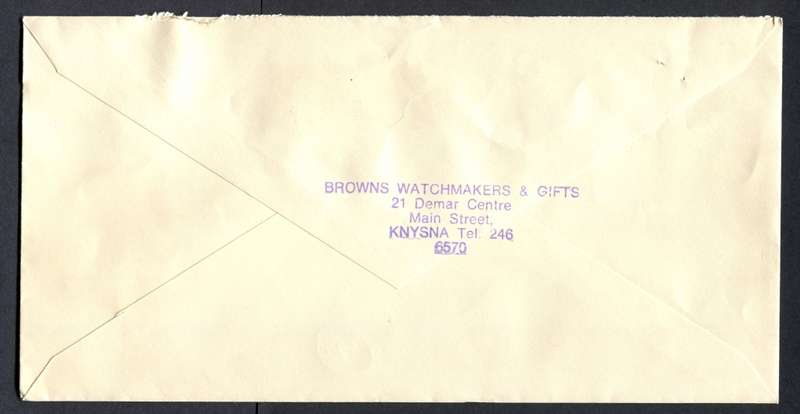 BROWNS WATCHMAKERS & GIFTS
21 Demar Centre
Main Street,
KNYSNA Tel. 246
6570